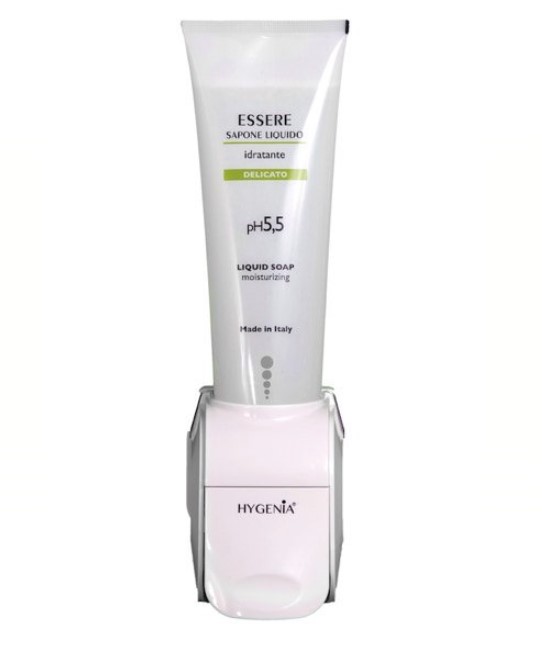 ESSERE
SAPONE LIQUIDO
idratante
DELICATO
pH5,5
LIQUID SOAP
moisturizing
Made in Italy
HYGENIA®